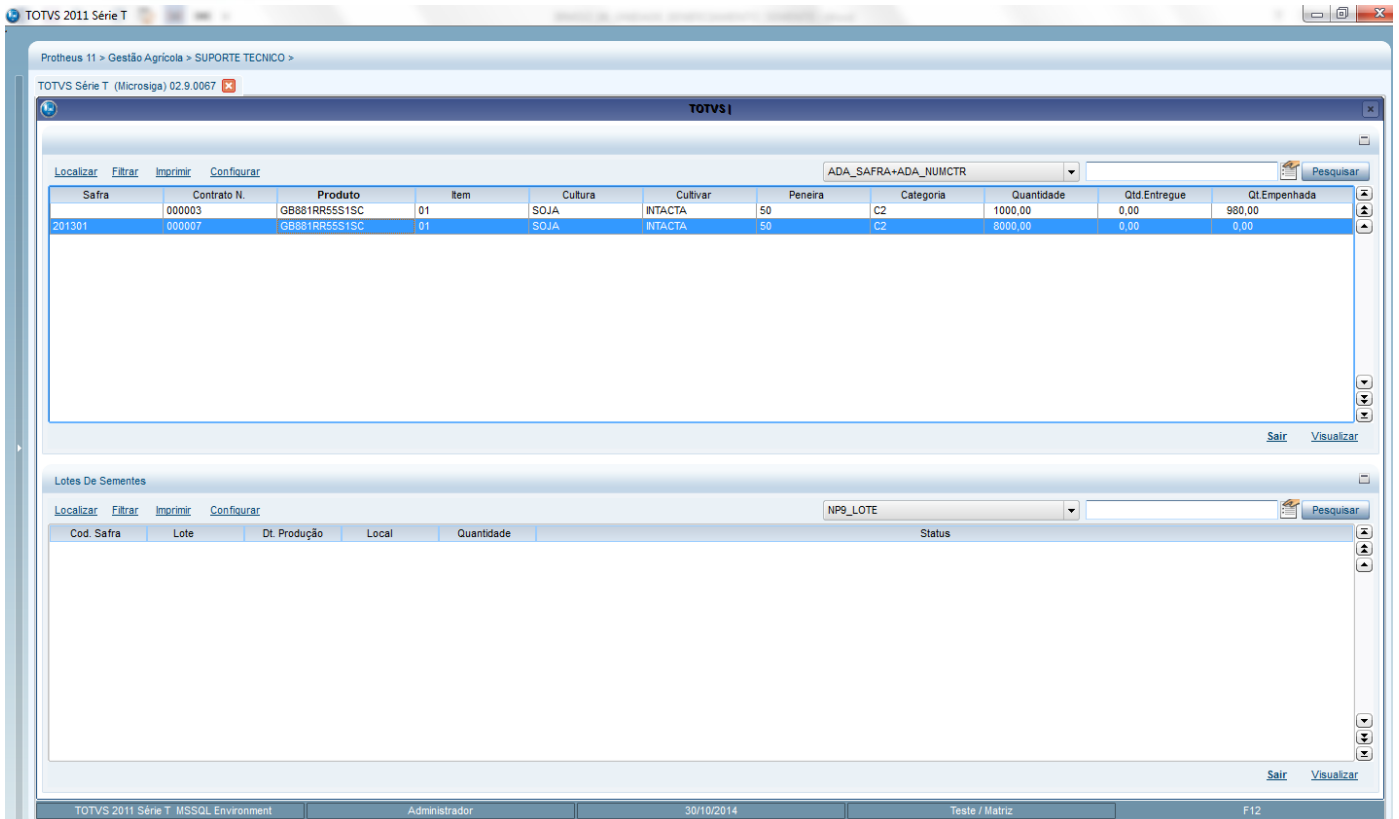 TOTVS 2011 Série T
Protheus 11 > Gestão Agrícola > SUPORTE TECNICO >
TOTVS Série T (Microsiga) 02.9.0067
TOTVS |
Localizar Filtrar Imprimir Configurar ADA_SAFRA+ADA_NUMCTR Pesquisar
Safra Contrato N. Produto Item Cultura Cultivar Peneira Categoria Quantidade Qtd.Entregue Qt.Empenhada
000003 GB881RR55S1SC 01 SOJA INTACTA 50 C2 1000,00 0,00 980,00
201301 000007 GB881RR55S1SC 01 SOJA INTACTA 50 C2 8000,00 0,00 0,00
Sair Visualizar
Lotes De Sementes
Localizar Filtrar Imprimir Configurar NP9_LOTE Pesquisar
Cod. Safra Lote Dt. Produção Local Quantidade Status
Sair Visualizar
TOTVS 2011 Série T MSSQL Environment Administrador 30/10/2014 Teste / Matriz F12